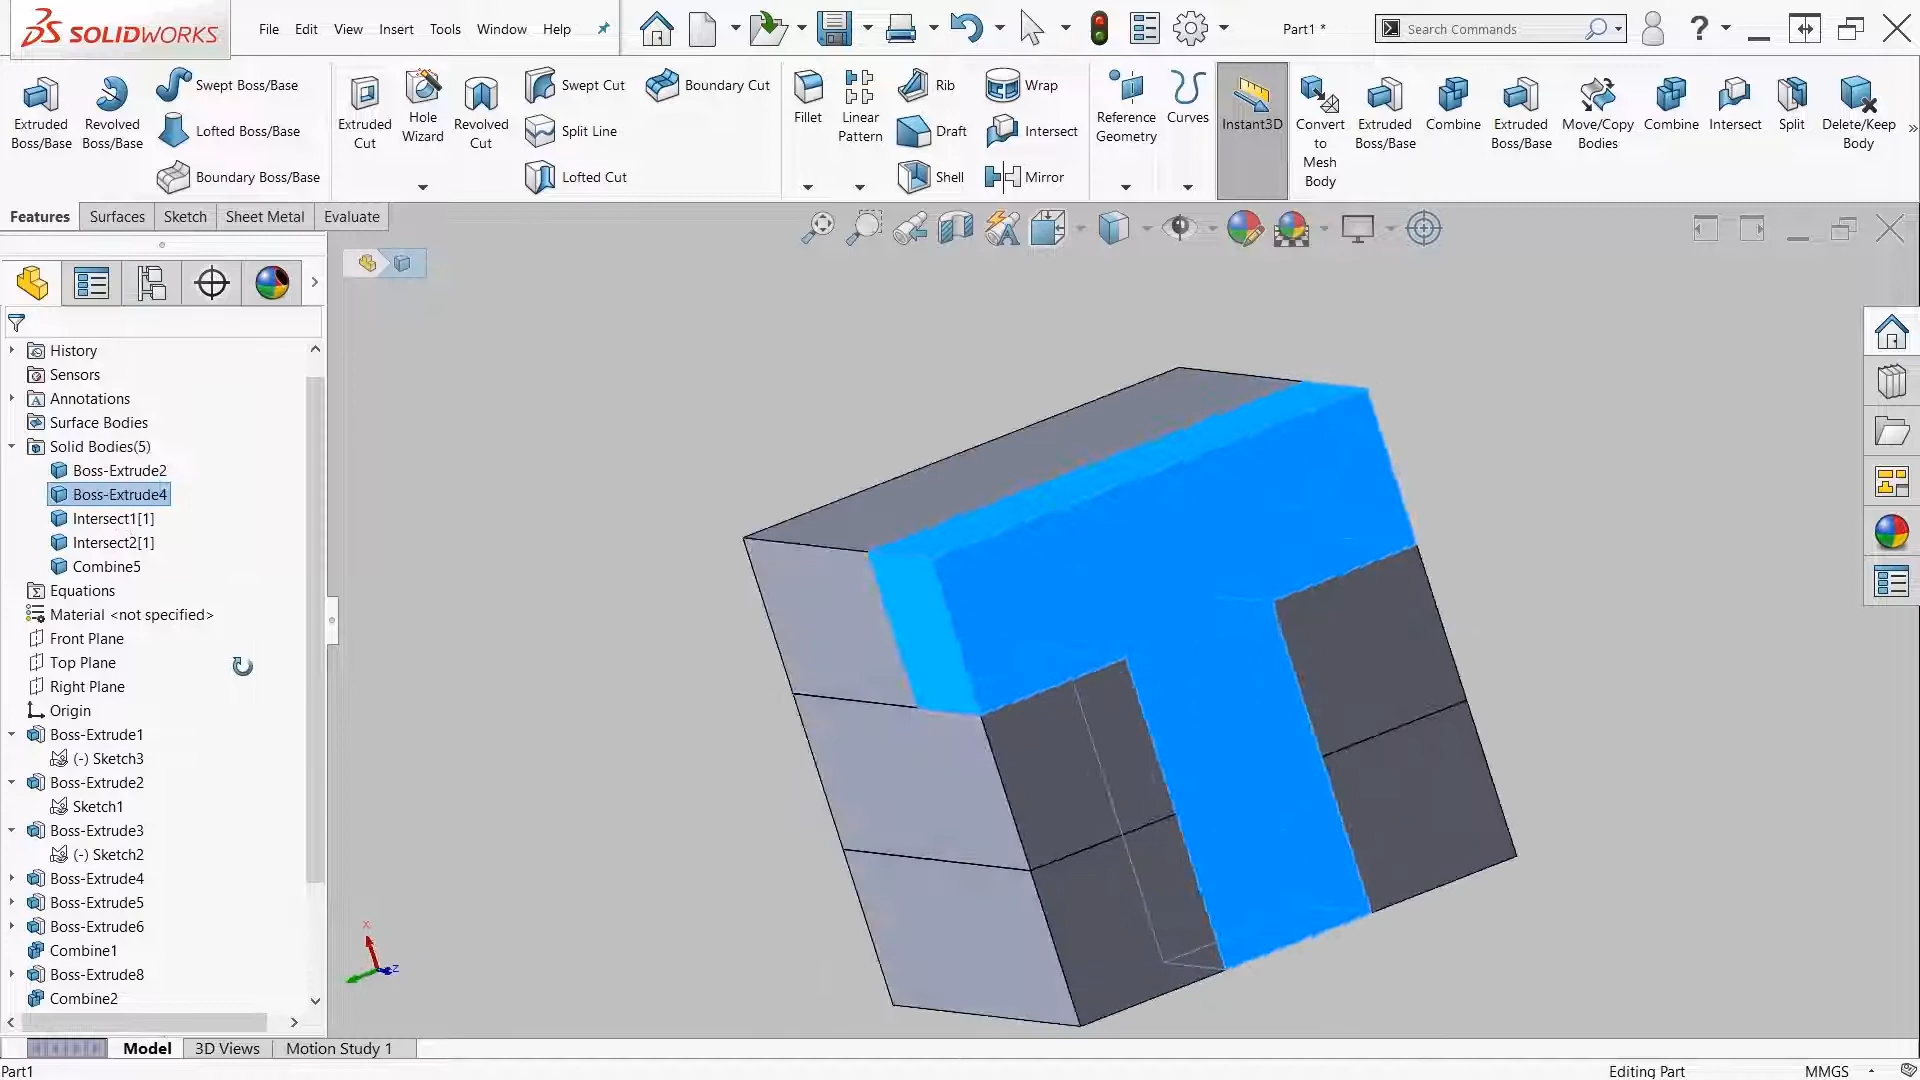 SOLIDWORKS
File Edit View Insert Tools Window Help
Part1 *
Search Commands
Extruded Boss/Base
Revolved Boss/Base
Swept Boss/Base
Lofted Boss/Base
Boundary Boss/Base
Extruded Cut
Hole Wizard
Revolved Cut
Swept Cut
Split Line
Lofted Cut
Boundary Cut
Fillet
Linear Pattern
Rib
Draft
Shell
Wrap
Intersect
Mirror
Reference Geometry
Curves
Instant3D
Convert to Mesh Body
Extruded Boss/Base
Combine
Extruded Boss/Base
Move/Copy Bodies
Combine
Intersect
Split
Delete/Keep Body
Features Surfaces Sketch Sheet Metal Evaluate
History
Sensors
Annotations
Surface Bodies
Solid Bodies(5)
Boss-Extrude2
Boss-Extrude4
Intersect1[1]
Intersect2[1]
Combine5
Equations
Material <not specified>
Front Plane
Top Plane
Right Plane
Origin
Boss-Extrude1
(-) Sketch3
Boss-Extrude2
Sketch1
Boss-Extrude3
(-) Sketch2
Boss-Extrude4
Boss-Extrude5
Boss-Extrude6
Combine1
Boss-Extrude8
Combine2
x
z
Model 3D Views Motion Study 1
Part1
Editing Part
MMGS